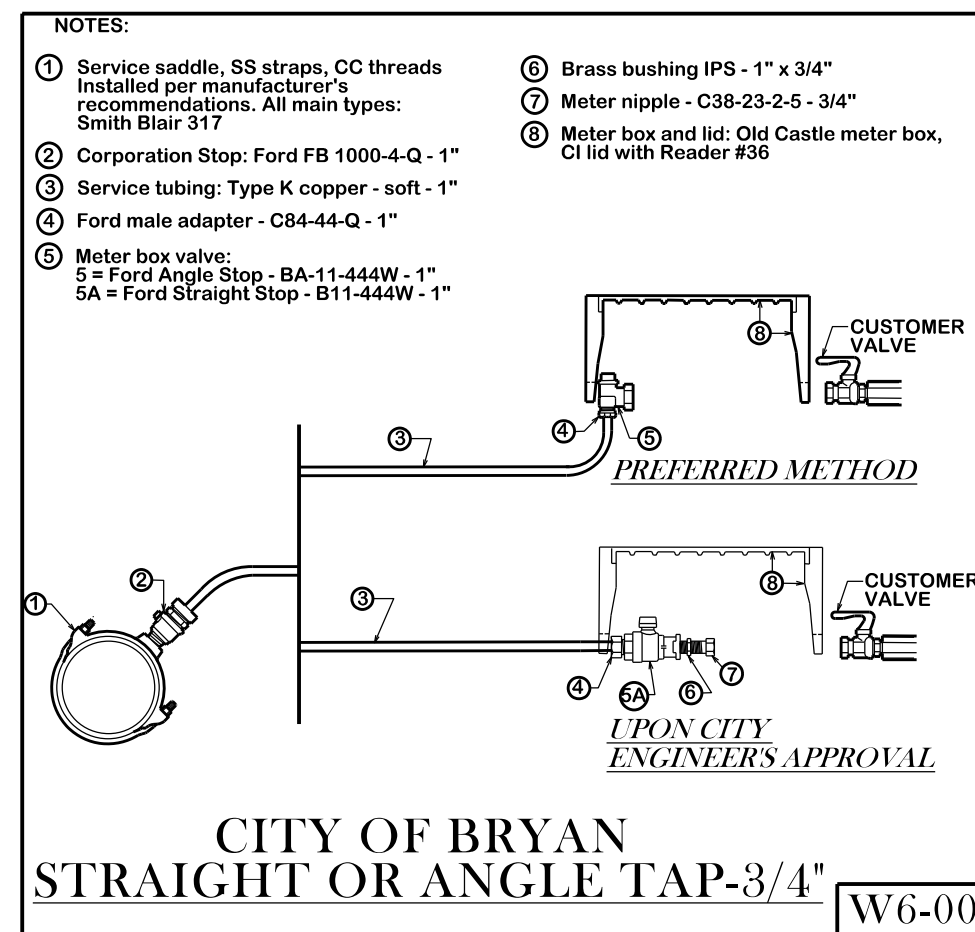 NOTES:
① Service saddle, SS straps, CC threads
Installed per manufacturer's
recommendations. All main types:
Smith Blair 317
② Corporation Stop: Ford FB 1000-4-Q - 1"
③ Service tubing: Type K copper - soft - 1"
④ Ford male adapter - C84-44-Q - 1"
⑤ Meter box valve:
5 = Ford Angle Stop - BA-11-444W - 1"
5A = Ford Straight Stop - B11-444W - 1"
⑥ Brass bushing IPS - 1" x 3/4"
⑦ Meter nipple - C38-23-2-5 - 3/4"
⑧ Meter box and lid: Old Castle meter box,
CI lid with Reader #36
⑧
CUSTOMER
VALVE
③
④
⑤
PREFERRED METHOD
①
②
③
⑧
CUSTOMER
VALVE
④
5A
⑥
⑦
UPON CITY
ENGINEER'S APPROVAL
CITY OF BRYAN
STRAIGHT OR ANGLE TAP-3/4"
W6-00